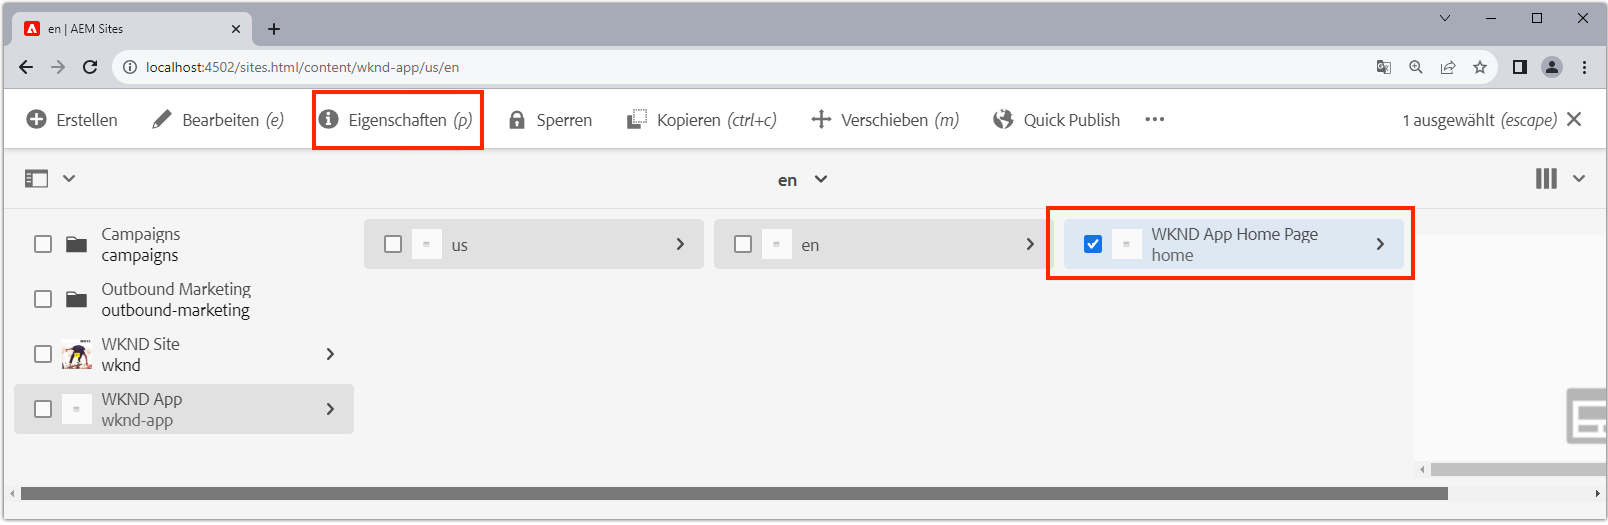 en | AEM Sites
localhost:4502/sites.html/content/wknd-app/us/en
Erstellen Bearbeiten (e) Eigenschaften (p) Sperren Kopieren (ctrl+c) Verschieben (m) Quick Publish ••• 1 ausgewählt (escape)
en
Campaigns
campaigns
Outbound Marketing
outbound-marketing
WKND Site
wknd
WKND App
wknd-app
us
en
WKND App Home Page
home